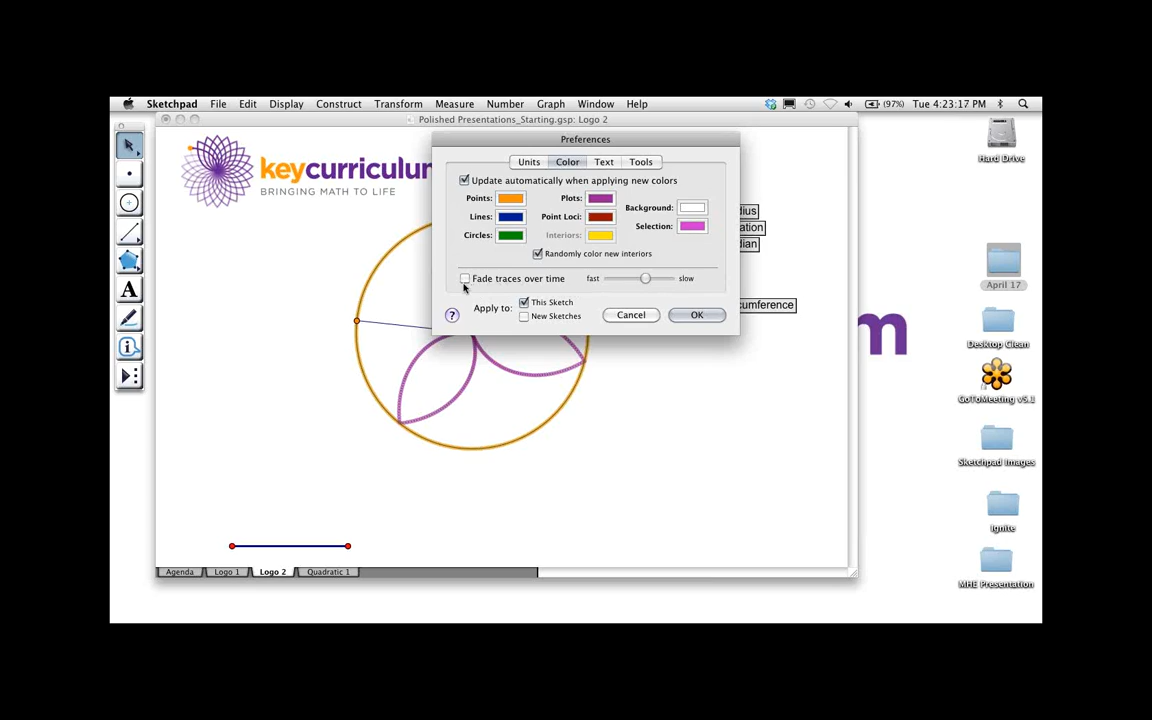 Sketchpad File Edit Display Construct Transform Measure Number Graph Window Help (97%) Tue 4:23:17 PM
Polished Presentations_Starting.gsp: Logo 2
Preferences
Units Color Text Tools
Update automatically when applying new colors
Points: Plots: Background:
Lines: Point Loci: Selection:
Circles: Interiors:
Randomly color new interiors
Fade traces over time fast slow
Apply to: This Sketch
New Sketches
? Cancel OK
keycurriculum
BRINGING MATH TO LIFE
dius
ation
dian
cumference
m
A
Agenda Logo 1 Logo 2 Quadratic 1
Hard Drive
April 17
Desktop Clean
GoToMeeting v5.1
Sketchpad Images
Ignite
MHE Presentation